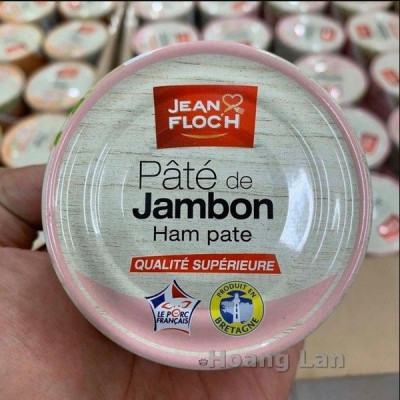 JEAN
FLOC'H
Pâté de
Jambon
Ham pate
QUALITÉ SUPÉRIEURE
LE PORC
FRANÇAIS
PRODUIT EN
BRETAGNE
Hoang Lan